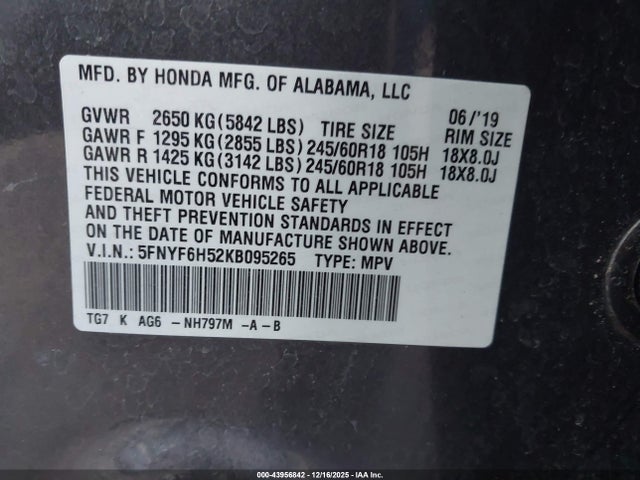 MFD. BY HONDA MFG. OF ALABAMA, LLC
06/'19
GVWR 2650 KG (5842 LBS) TIRE SIZE RIM SIZE
GAWR F 1295 KG (2855 LBS) 245/60R18 105H 18X8.0J
GAWR R 1425 KG (3142 LBS) 245/60R18 105H 18X8.0J
THIS VEHICLE CONFORMS TO ALL APPLICABLE
FEDERAL MOTOR VEHICLE SAFETY
AND THEFT PREVENTION STANDARDS IN EFFECT
ON THE DATE OF MANUFACTURE SHOWN ABOVE.
V.I.N.: 5FNYF6H52KB095265 TYPE: MPV
TG7 K AG6 -NH797M -A-B
000-43956842 - 12/16/2025 - IAA Inc.